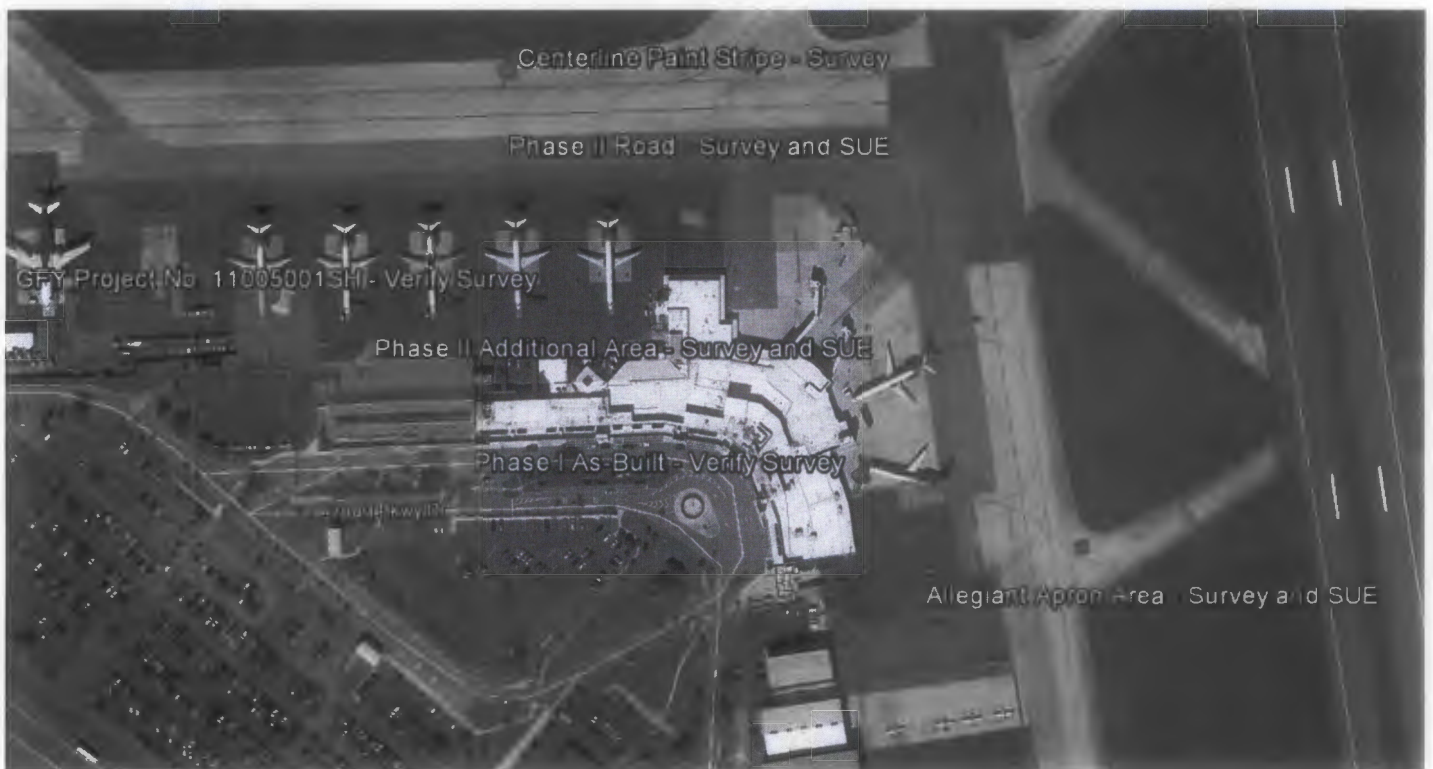 Centerline Paint Stripe - Survey
Phase II Road - Survey and SUE
GFY Project No. 11005001SH - Verify Survey
Phase II Additional Area - Survey and SUE
Phase I As-Built - Verify Survey
Allegiant Apron Area - Survey and SUE